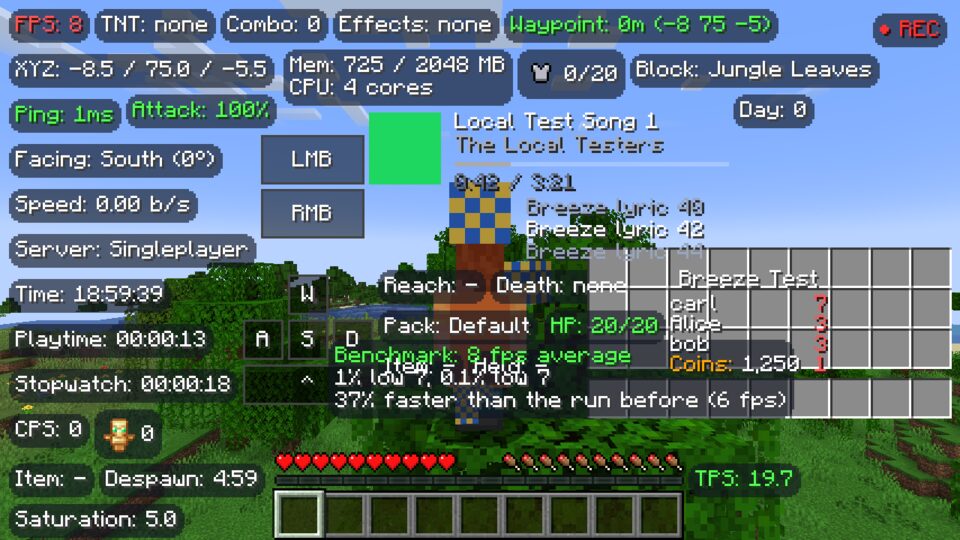 FPS: 8 TNT: none Combo: 0 Effects: none Waypoint: 0m (-8 75 -5) REC
XYZ: -8.5 / 75.0 / -5.5
Mem: 725 / 2048 MB
CPU: 4 cores
0/20
Block: Jungle Leaves
Ping: 1ms Attack: 100%
Day: 0
Local Test Song 1
The Local Testers
0:42 / 3:21
Facing: South (0°)
LMB
Speed: 0.00 b/s
RMB
Breeze lyric 40
Breeze lyric 42
Breeze lyric 44
Server: Singleplayer
Breeze Test
carl 7
Alice 3
bob 3
Coins: 1,250 1
Time: 18:59:39
W
Reach: - Death: none
Playtime: 00:00:13
A S D
Pack: Default HP: 20/20
Benchmark: 8 fps average
Item: - Held: -
1% low ?, 0.1% low ?
37% faster than the run before (6 fps)
Stopwatch: 00:00:18
^
CPS: 0
0
Item: - Despawn: 4:59
TPS: 19.7
Saturation: 5.0